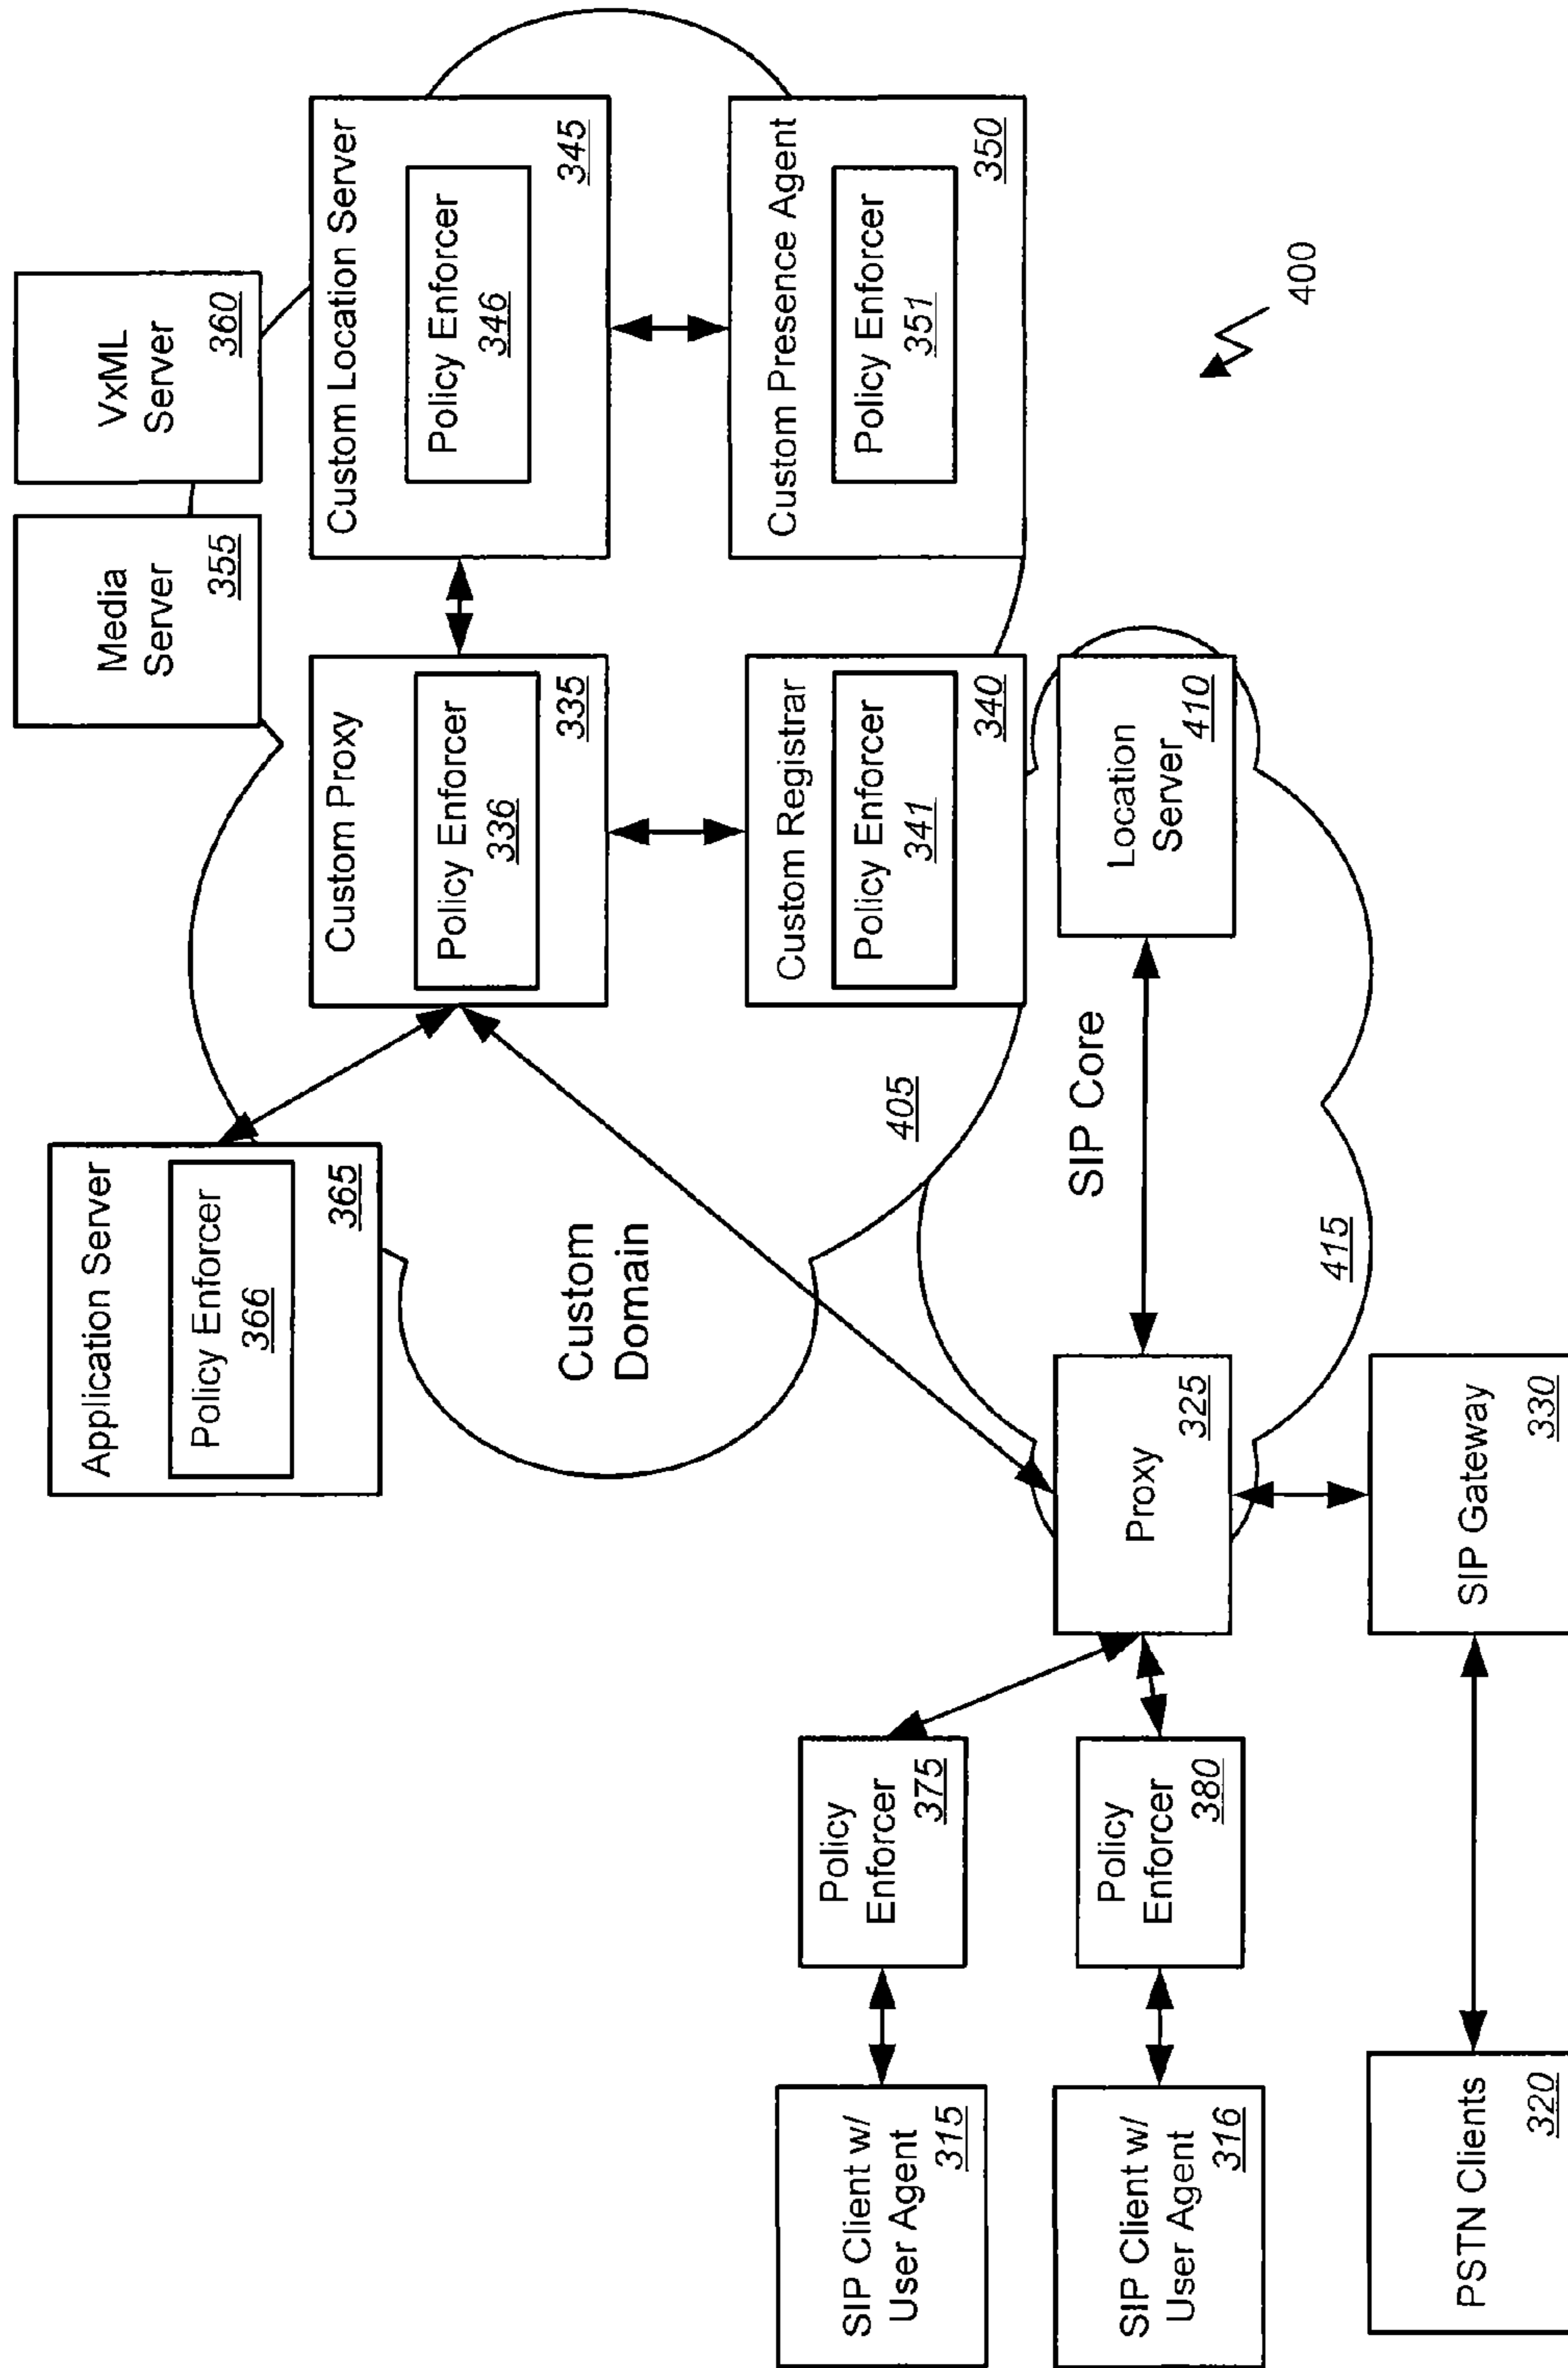 Application Server
Policy Enforcer
366
365
Media
Server
355
VxML
Server
360
Custom Proxy
Policy Enforcer
336
335
Custom Location Server
Policy Enforcer
346
345
Custom
Domain
Custom Registrar
Policy Enforcer
341
340
Custom Presence Agent
Policy Enforcer
351
350
405
SIP Client w/
User Agent
315
Policy
Enforcer
375
SIP Client w/
User Agent
316
Policy
Enforcer
380
Proxy
325
SIP Core
Location
Server
410
415
PSTN Clients
320
SIP Gateway
330
400